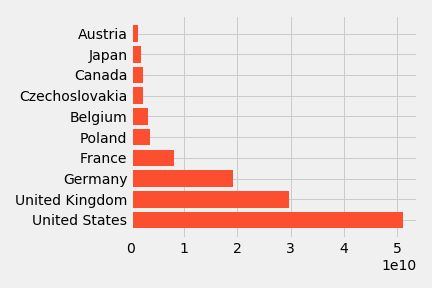 Austria
Japan
Canada
Czechoslovakia
Belgium
Poland
France
Germany
United Kingdom
United States
0 1 2 3 4 5
1e10